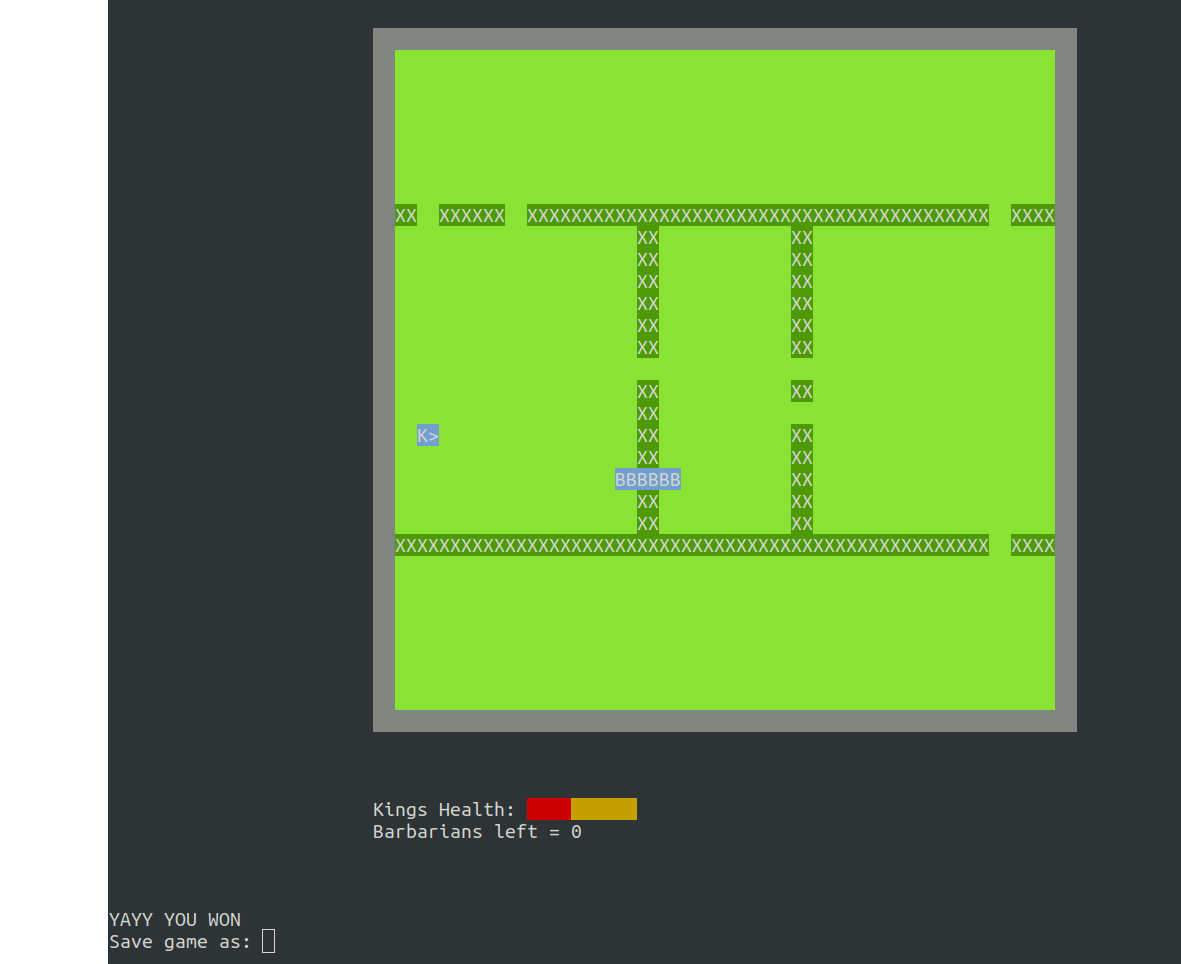 XX XXXXXX XXXXXXXXXXXXXXXXXXXXXXXXXXXXXXXXXXXXXXXXXX XXXX
XX XX
XX XX
XX XX
XX XX
XX XX
XX XX
XX XX
XX
K> XX XX
XX XX
BBBBBB XX
XX XX
XX XX
XXXXXXXXXXXXXXXXXXXXXXXXXXXXXXXXXXXXXXXXXXXXXXXXXXXXXX XXXX
Kings Health:
Barbarians left = 0
YAYY YOU WON
Save game as: